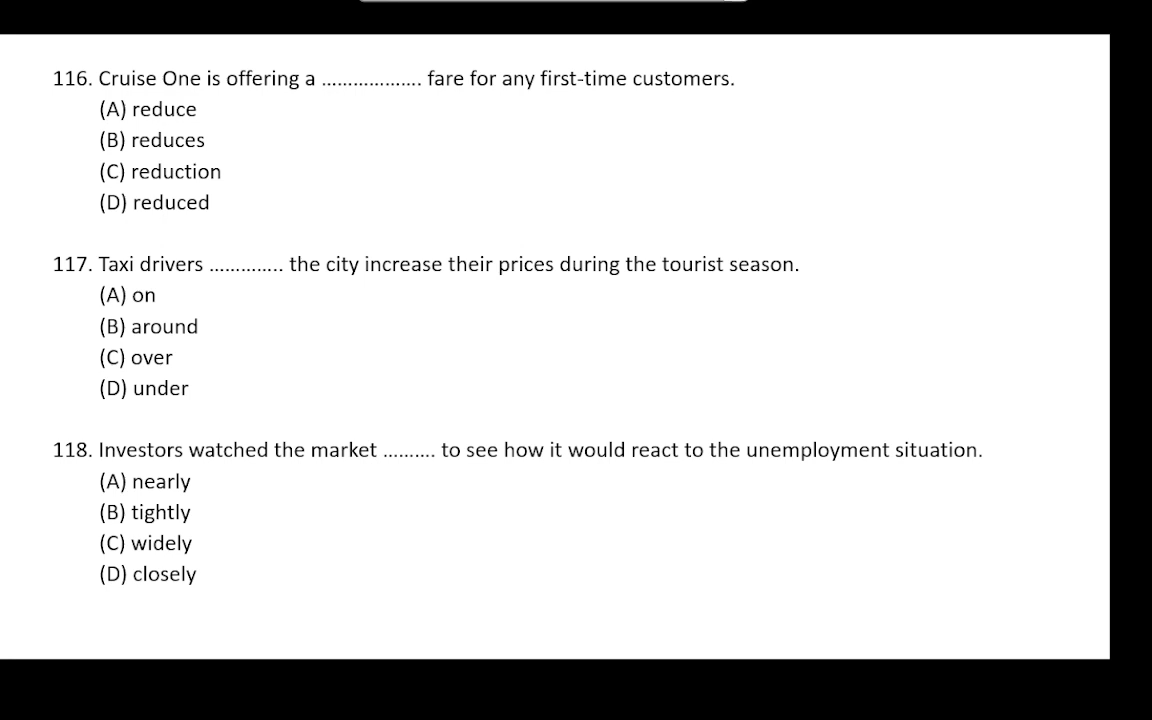 116. Cruise One is offering a ................... fare for any first-time customers.
(A) reduce
(B) reduces
(C) reduction
(D) reduced
117. Taxi drivers .............. the city increase their prices during the tourist season.
(A) on
(B) around
(C) over
(D) under
118. Investors watched the market .......... to see how it would react to the unemployment situation.
(A) nearly
(B) tightly
(C) widely
(D) closely